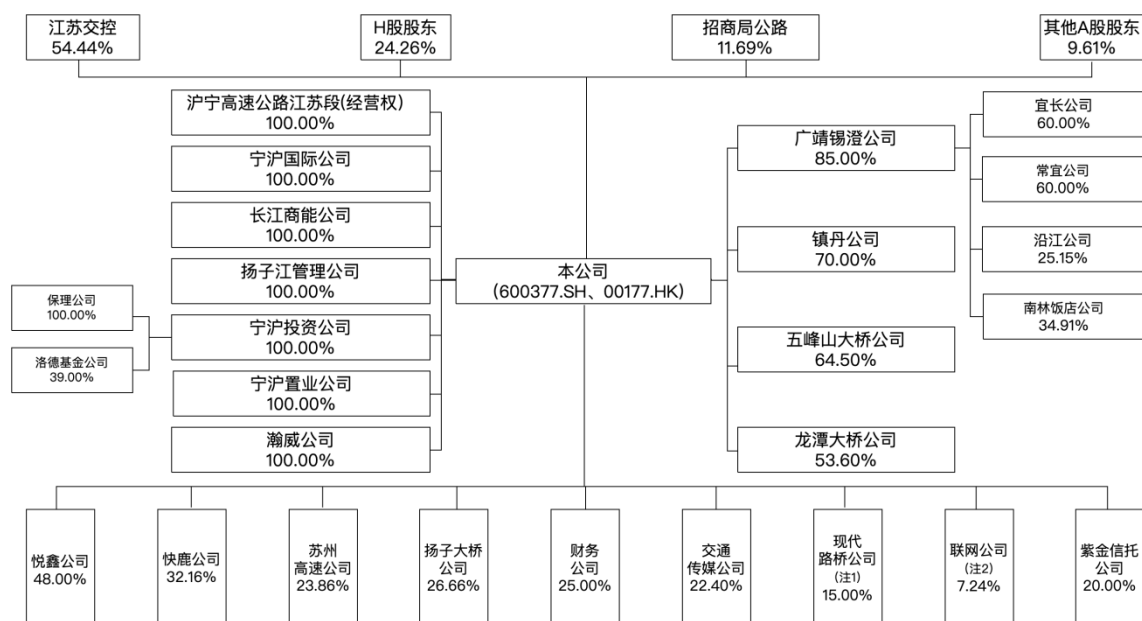 江苏交控
54.44%
H股股东
24.26%
招商局公路
11.69%
其他A股股东
9.61%
沪宁高速公路江苏段(经营权)
100.00%
宁沪国际公司
100.00%
长江商能公司
100.00%
扬子江管理公司
100.00%
宁沪投资公司
100.00%
宁沪置业公司
100.00%
瀚威公司
100.00%
保理公司
100.00%
洛德基金公司
39.00%
本公司
(600377.SH、00177.HK)
广靖锡澄公司
85.00%
镇丹公司
70.00%
五峰山大桥公司
64.50%
龙潭大桥公司
53.60%
宜长公司
60.00%
常宜公司
60.00%
沿江公司
25.15%
南林饭店公司
34.91%
悦鑫公司
48.00%
快鹿公司
32.16%
苏州
高速公司
23.86%
扬子大桥
公司
26.66%
财务
公司
25.00%
交通
传媒公司
22.40%
现代
路桥公司
(注1)
15.00%
联网公司
(注2)
7.24%
紫金信托
公司
20.00%